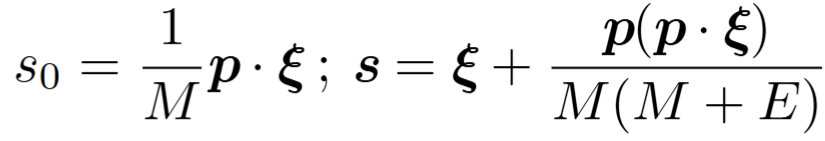 $s_0 = \frac{1}{M} \boldsymbol{p} \cdot \boldsymbol{\xi} \, ; \; \boldsymbol{s} = \boldsymbol{\xi} + \frac{\boldsymbol{p}(\boldsymbol{p} \cdot \boldsymbol{\xi})}{M(M + E)}$